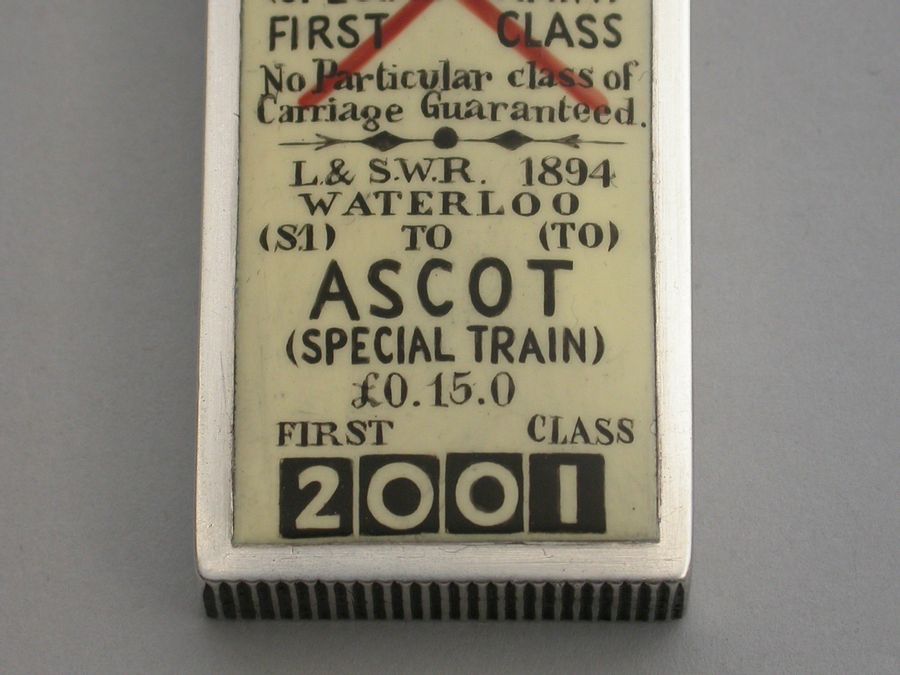 FIRST CLASS
No Particular class of
Carriage Guaranteed.
L.& S.W.R. 1894
WATERLOO
(S1) TO (TO)
ASCOT
(SPECIAL TRAIN)
£0.15.0
FIRST CLASS
2001